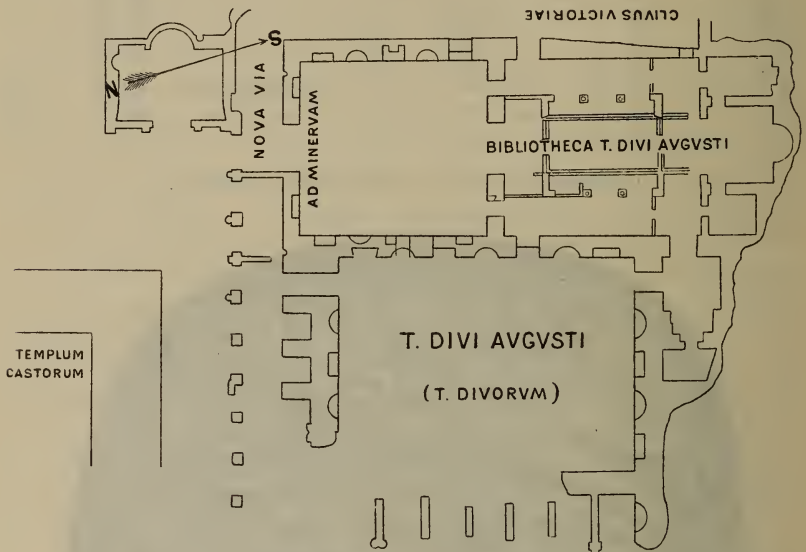 CLIVUS VICTORIAE
S
N
NOVA VIA
AD MINERVAM
BIBLIOTHECA T. DIVI AVGVSTI
T. DIVI AVGVSTI
(T. DIVORVM)
TEMPLUM
CASTORUM